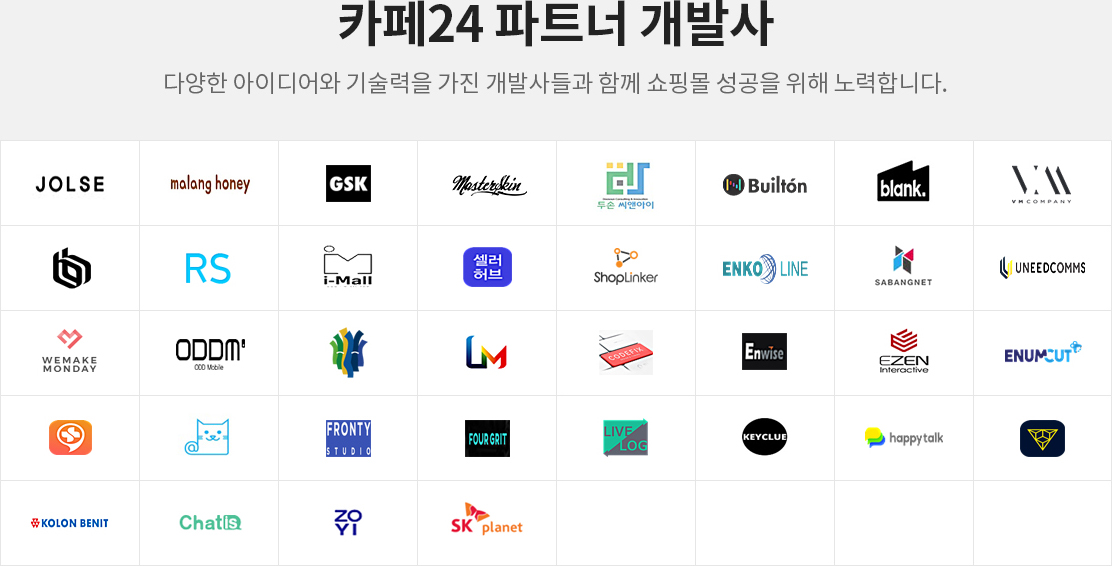 카페24 파트너 개발사
다양한 아이디어와 기술력을 가진 개발사들과 함께 쇼핑몰 성공을 위해 노력합니다.
JOLSE
malang honey
GSK
Masterskin
두손 씨앤아이
Builtón
blank.
VM COMPANY
RS
i-Mall
셀러
허브
ShopLinker
ENKO LINE
SABANGNET
UNEEDCOMMS
WEMAKE
MONDAY
ODDM
ODD Mobile
LM
CODEFIX
Enwise
EZEN
Interactive
ENUMCUT
FRONTY
STUDIO
FOURGRIT
LIVE
LOG
KEYCLUE
happytalk
KOLON BENIT
Chatis
ZO
YI
SK planet